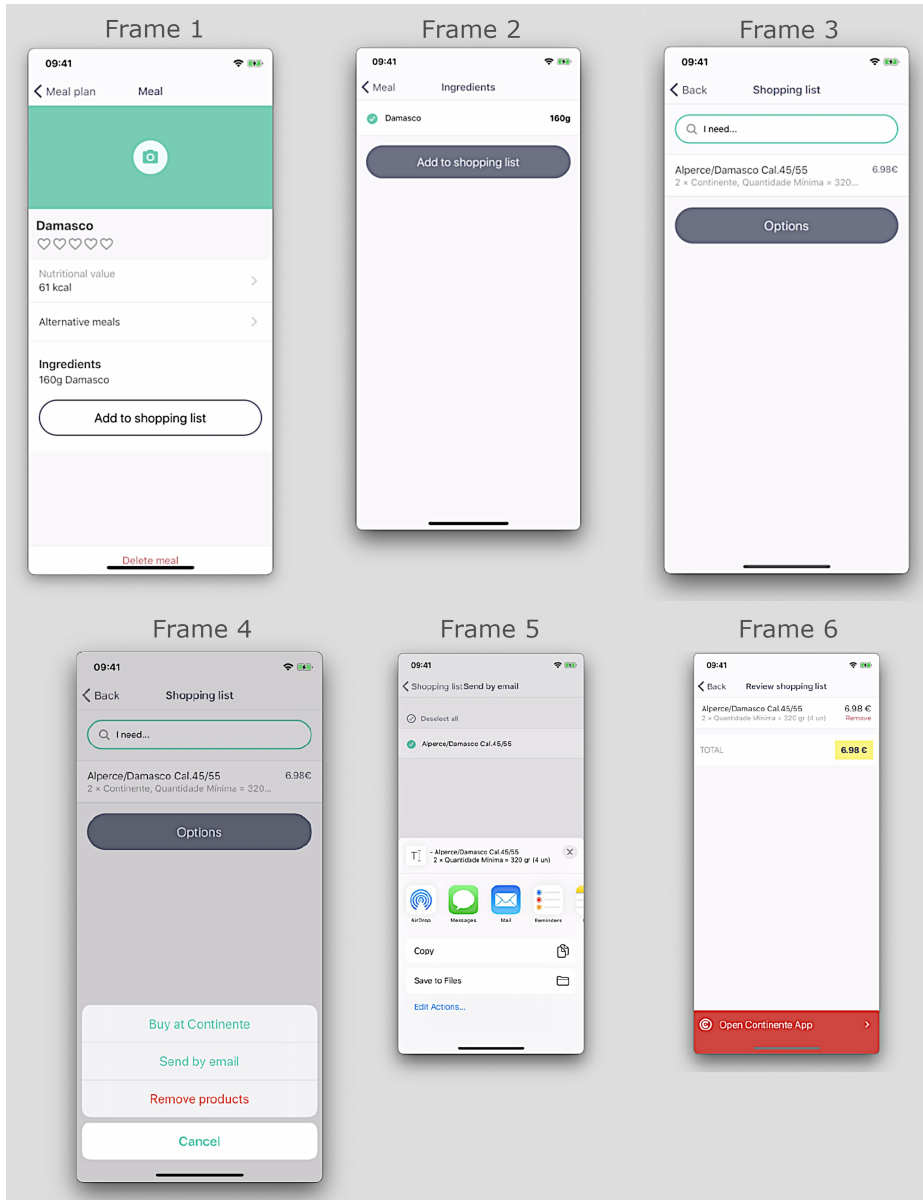 Frame 1
09:41
Meal plan Meal
Damasco
Nutritional value
61 kcal
Alternative meals
Ingredients
160g Damasco
Add to shopping list
Delete meal
Frame 2
09:41
Meal Ingredients
Damasco 160g
Add to shopping list
Frame 3
09:41
Back Shopping list
I need...
Alperce/Damasco Cal.45/55 6.98€
2 × Continente, Quantidade Mínima = 320...
Options
Frame 4
09:41
Back Shopping list
I need...
Alperce/Damasco Cal.45/55 6.98€
2 × Continente, Quantidade Mínima = 320...
Options
Buy at Continente
Send by email
Remove products
Cancel
Frame 5
09:41
Shopping list Send by email
Deselect all
Alperce/Damasco Cal.45/55
- Alperce/Damasco Cal.45/55
2 × Quantidade Mínima = 320 gr (4 un)
AirDrop Messages Mail Reminders
Copy
Save to Files
Edit Actions...
Frame 6
09:41
Back Review shopping list
Alperce/Damasco Cal.45/55 6.98 €
2 × Quantidade Mínima = 320 gr (4 un) Remove
TOTAL 6.98 €
Open Continente App